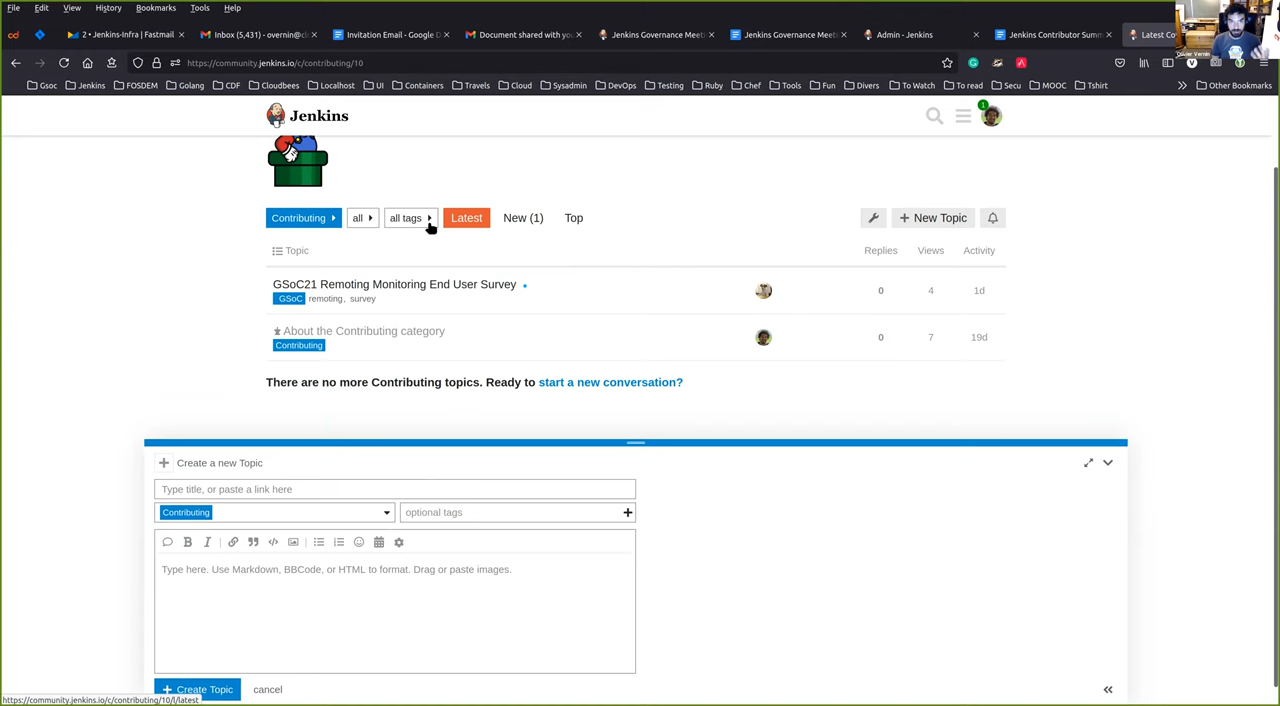 File Edit View History Bookmarks Tools Help
2 • Jenkins-Infra | Fastmail × Inbox (5,431) - overnin@cl × Invitation Email - Google D × Doc shared with you × Jenkins Governance Meeti × Jenkins Governance Meeti × Admin - Jenkins × Jenkins Contributor Summ × Latest Co
https://community.jenkins.io/c/contributing/10
Gsoc Jenkins FOSDEM Golang CDF Cloudbees Localhost UI Containers Travels Cloud Sysadmin DevOps Testing Ruby Chef Tools Fun Divers To Watch To read Secu MOOC Tshirt Other Bookmarks
Jenkins
1
Contributing all all tags Latest New (1) Top + New Topic
Topic Replies Views Activity
GSoC21 Remoting Monitoring End User Survey 0 4 1d
GSoC remoting, survey
About the Contributing category 0 7 19d
Contributing
There are no more Contributing topics. Ready to start a new conversation?
Create a new Topic
Type title, or paste a link here
Contributing optional tags
Type here. Use Markdown, BBCode, or HTML to format. Drag or paste images.
+ Create Topic cancel
https://community.jenkins.io/c/contributing/10/l/latest